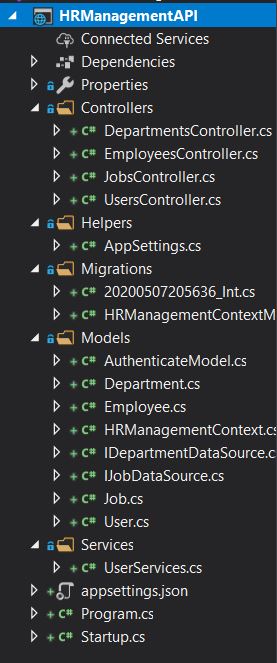 HRManagementAPI
Connected Services
Dependencies
Properties
Controllers
C# DepartmentsController.cs
C# EmployeesController.cs
C# JobsController.cs
C# UsersController.cs
Helpers
C# AppSettings.cs
Migrations
C# 20200507205636_Int.cs
C# HRManagementContextM
Models
C# AuthenticateModel.cs
C# Department.cs
C# Employee.cs
C# HRManagementContext.c
C# IDepartmentDataSource.c
C# IJobDataSource.cs
C# Job.cs
C# User.cs
Services
C# UserServices.cs
appsettings.json
C# Program.cs
C# Startup.cs